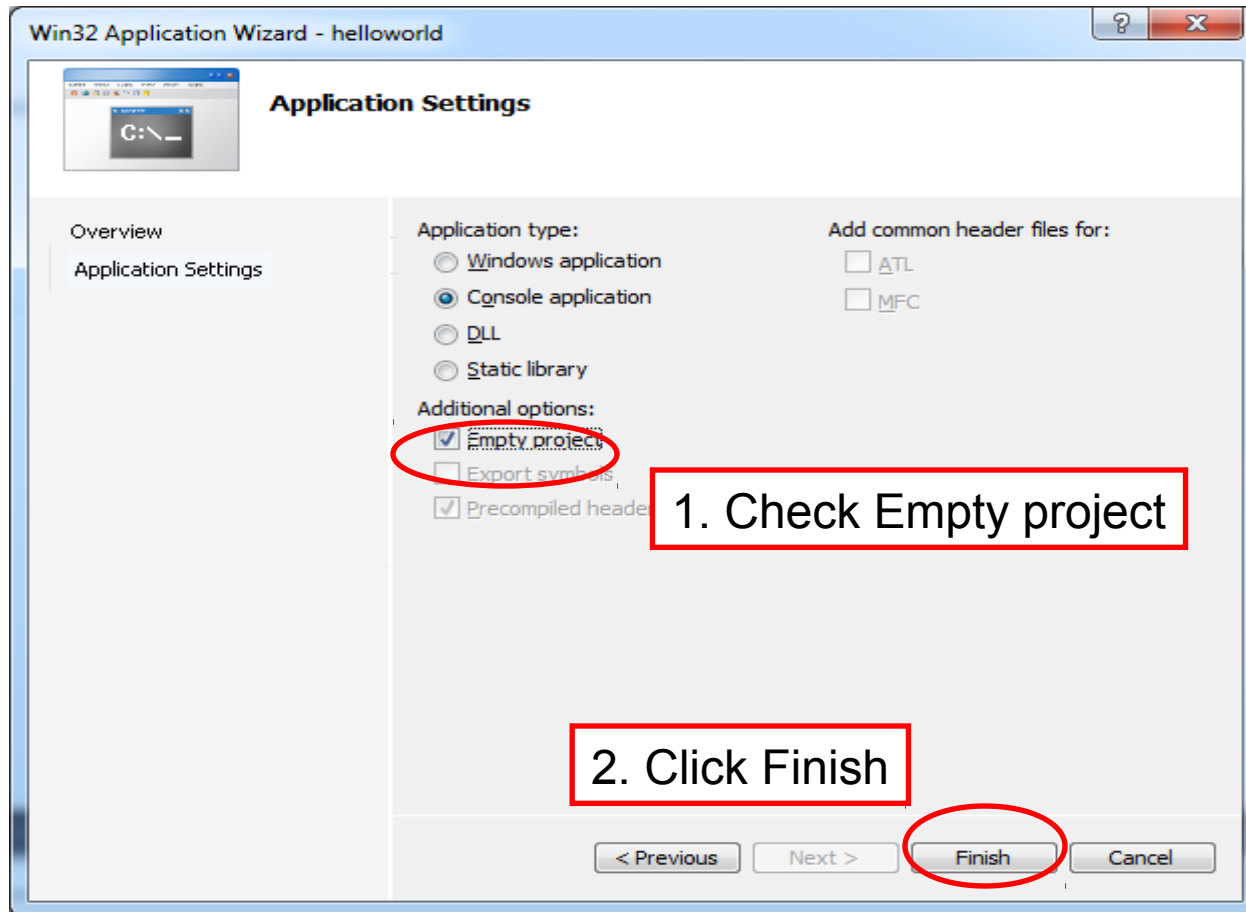 Win32 Application Wizard - helloworld
C:\_
Application Settings
Overview
Application Settings
Application type:
Windows application
Console application
DLL
Static library
Additional options:
Empty project
Export symbols
Precompiled header
Add common header files for:
ATL
MFC
1. Check Empty project
2. Click Finish
< Previous
Next >
Finish
Cancel